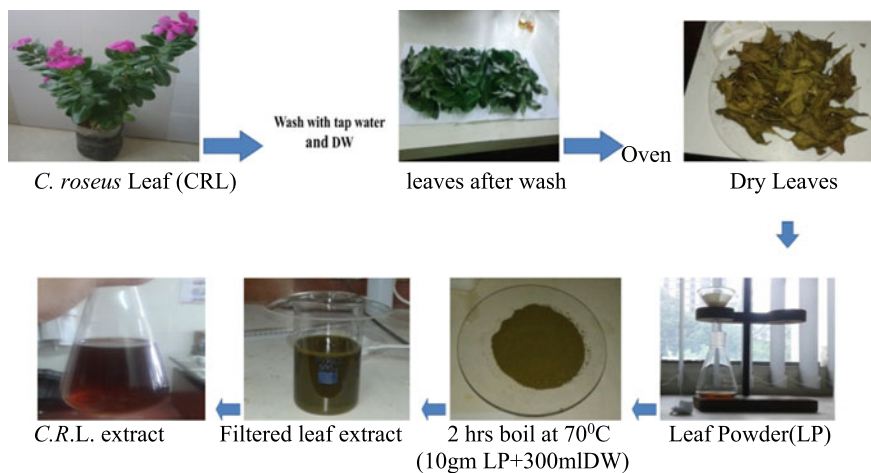 Wash with tap water
and DW
Oven
C. roseus Leaf (CRL)
leaves after wash
Dry Leaves
C.R.L. extract
Filtered leaf extract
2 hrs boil at 70⁰C
(10gm LP+300mlDW)
Leaf Powder(LP)